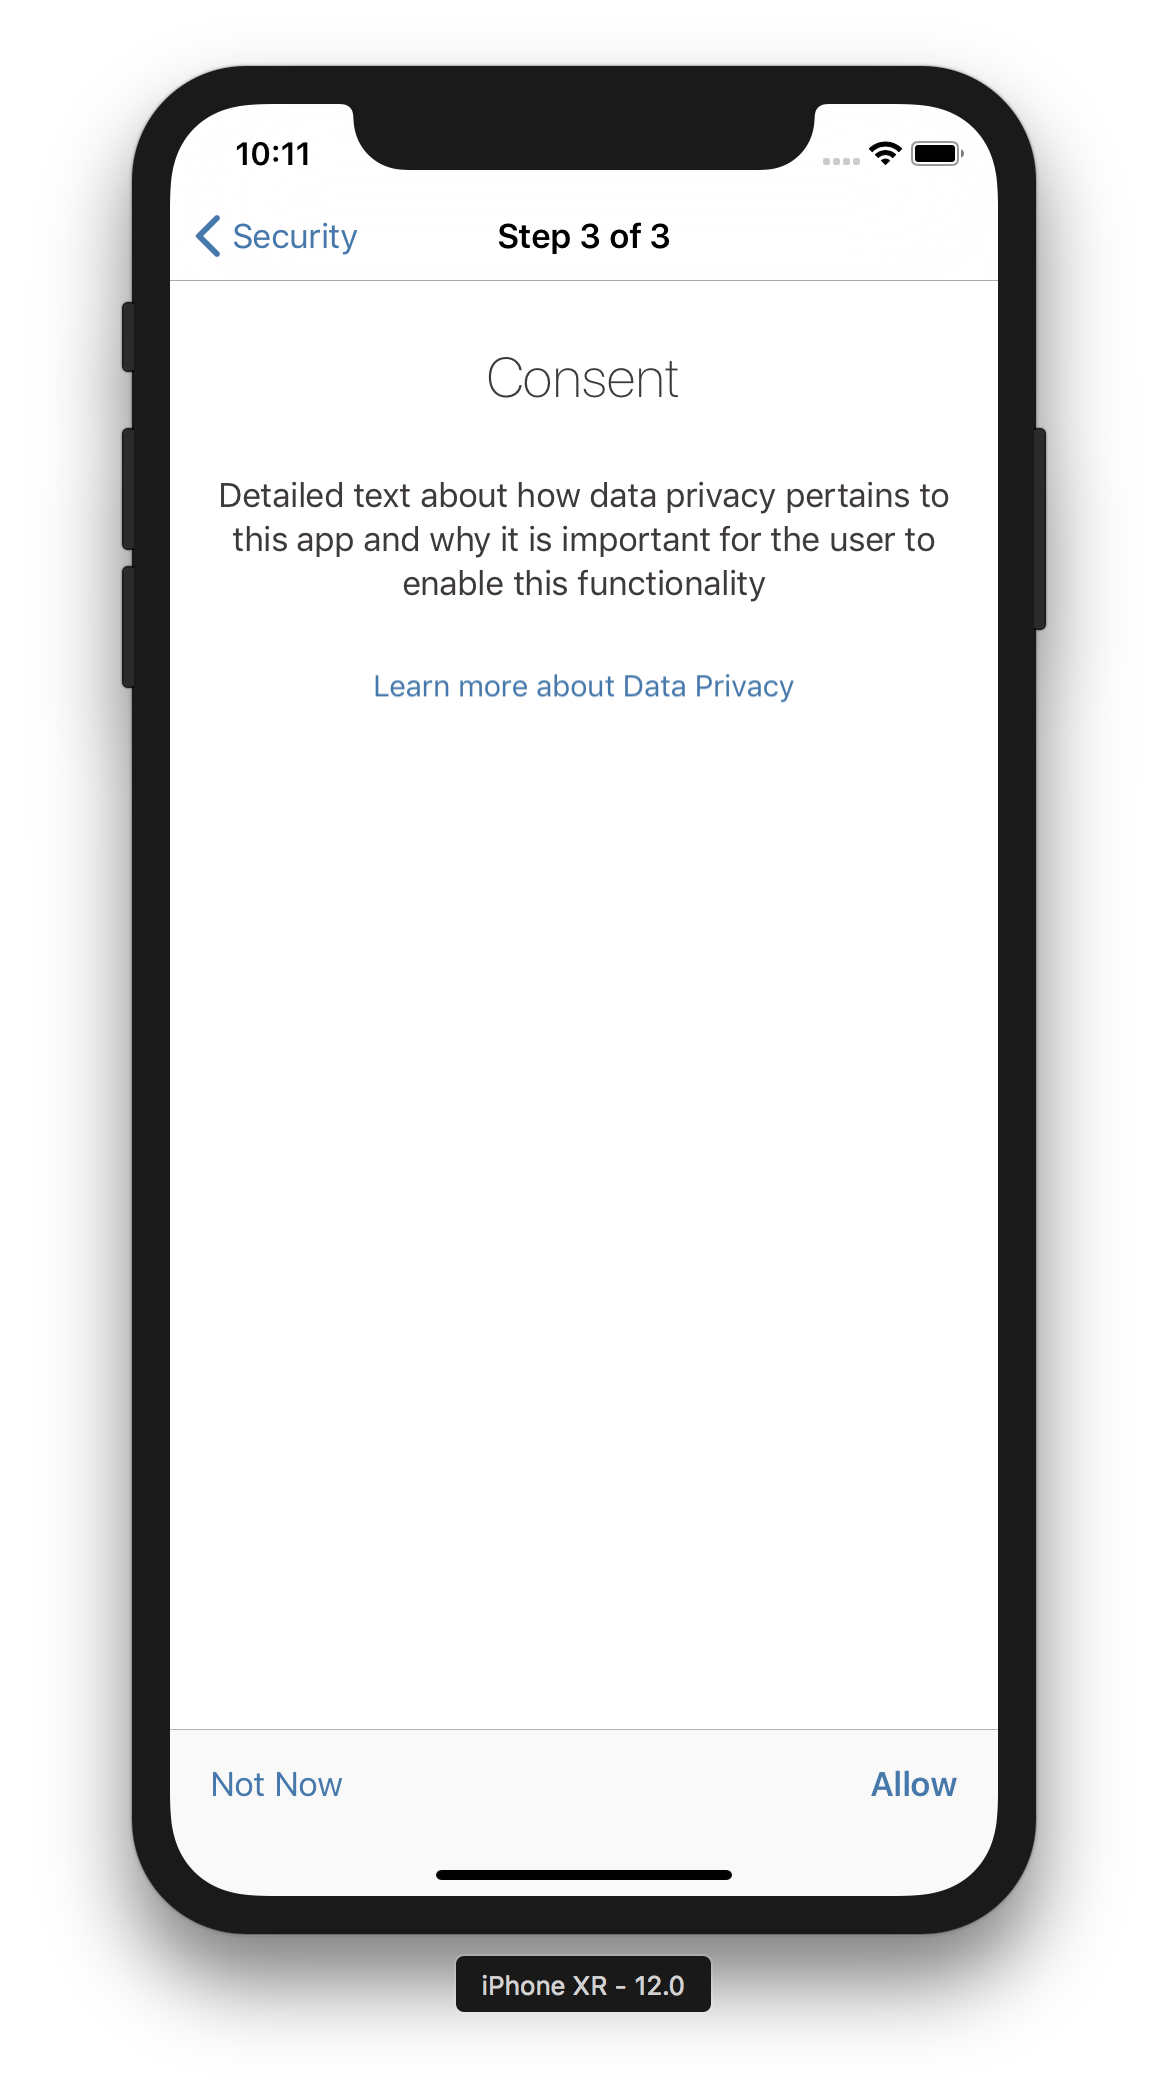 10:11
Security
Step 3 of 3
Consent
Detailed text about how data privacy pertains to
this app and why it is important for the user to
enable this functionality
Learn more about Data Privacy
Not Now
Allow
iPhone XR - 12.0